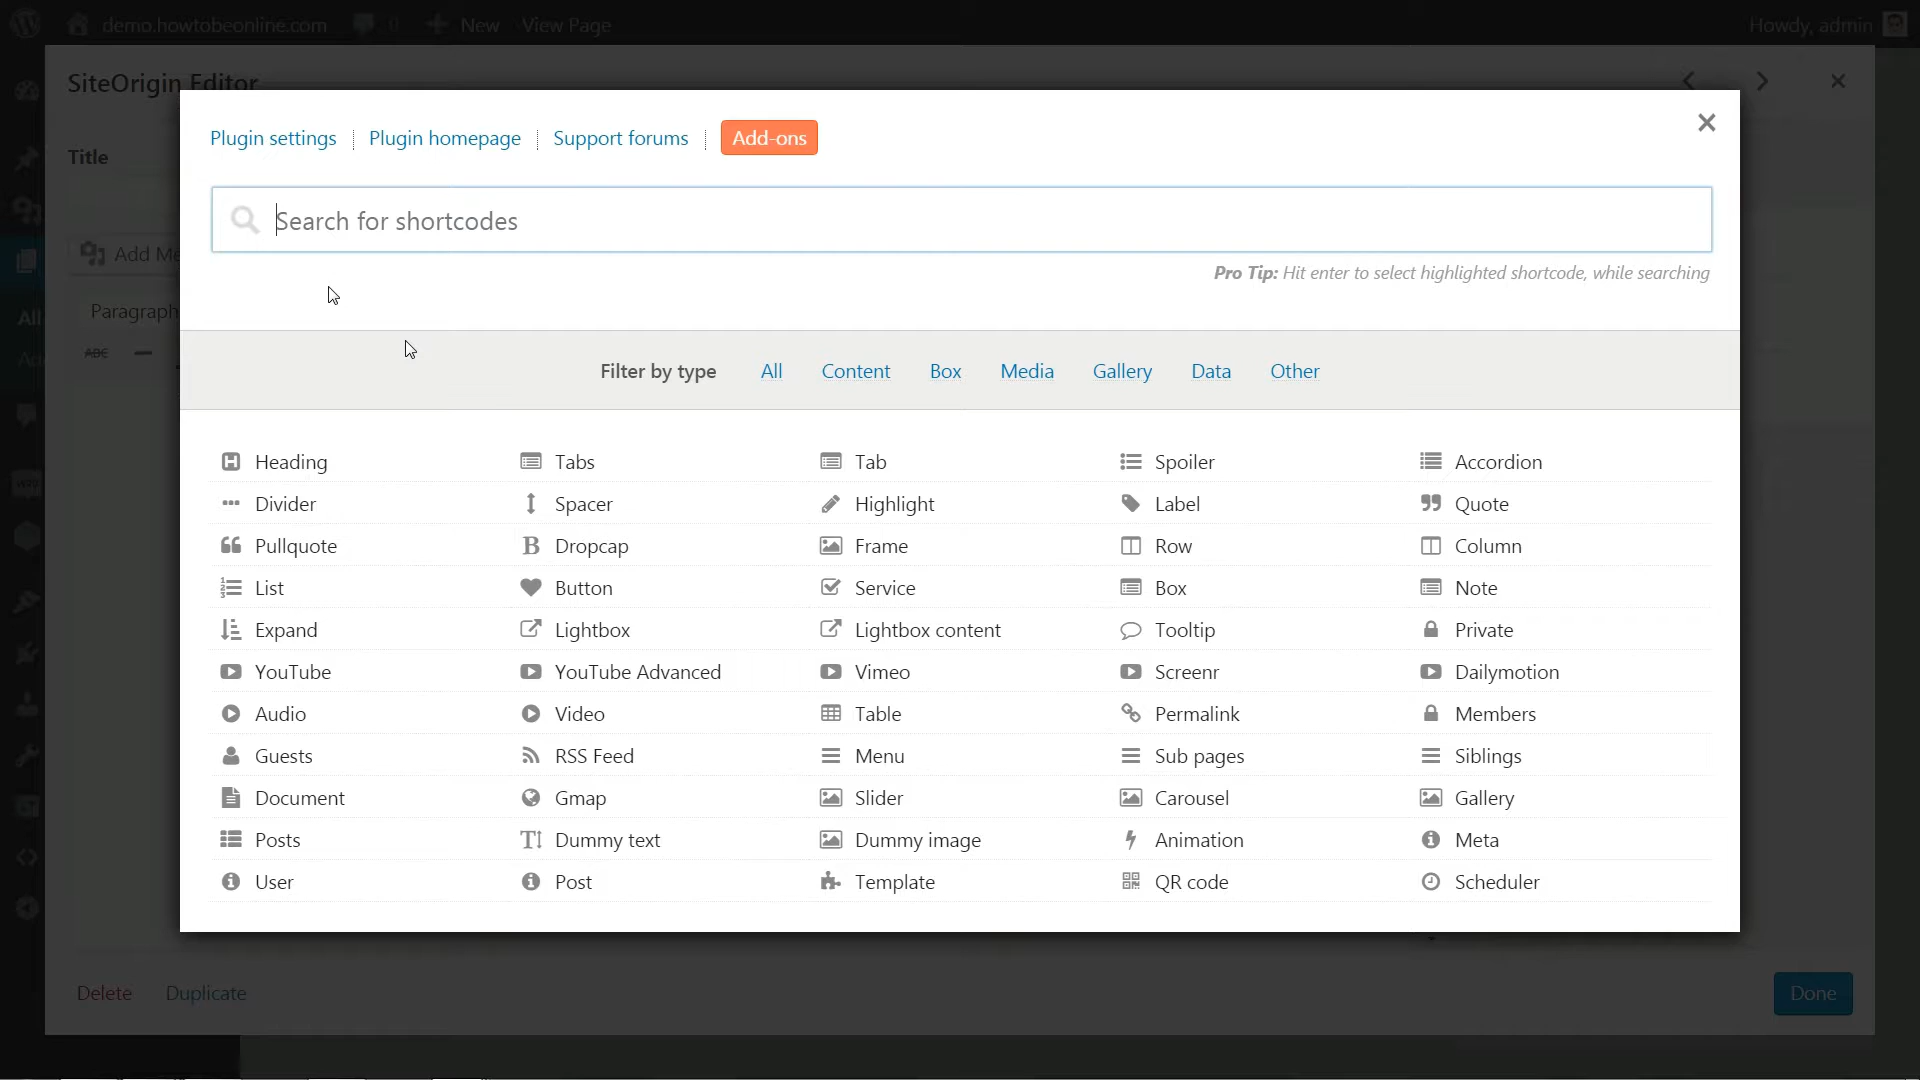 demo.howtobeonline.com 0 New View Page Howdy, admin
SiteOrigin Editor
Plugin settings Plugin homepage Support forums Add-ons
Title
Search for shortcodes
Add Me
Pro Tip: Hit enter to select highlighted shortcode, while searching
Paragraph
All
ABC
Filter by type All Content Box Media Gallery Data Other
Heading Tabs Tab Spoiler Accordion
Divider Spacer Highlight Label Quote
Pullquote Dropcap Frame Row Column
List Button Service Box Note
Expand Lightbox Lightbox content Tooltip Private
YouTube YouTube Advanced Vimeo Screenr Dailymotion
Audio Video Table Permalink Members
Guests RSS Feed Menu Sub pages Siblings
Document Gmap Slider Carousel Gallery
Posts Dummy text Dummy image Animation Meta
User Post Template QR code Scheduler
Delete Duplicate Done